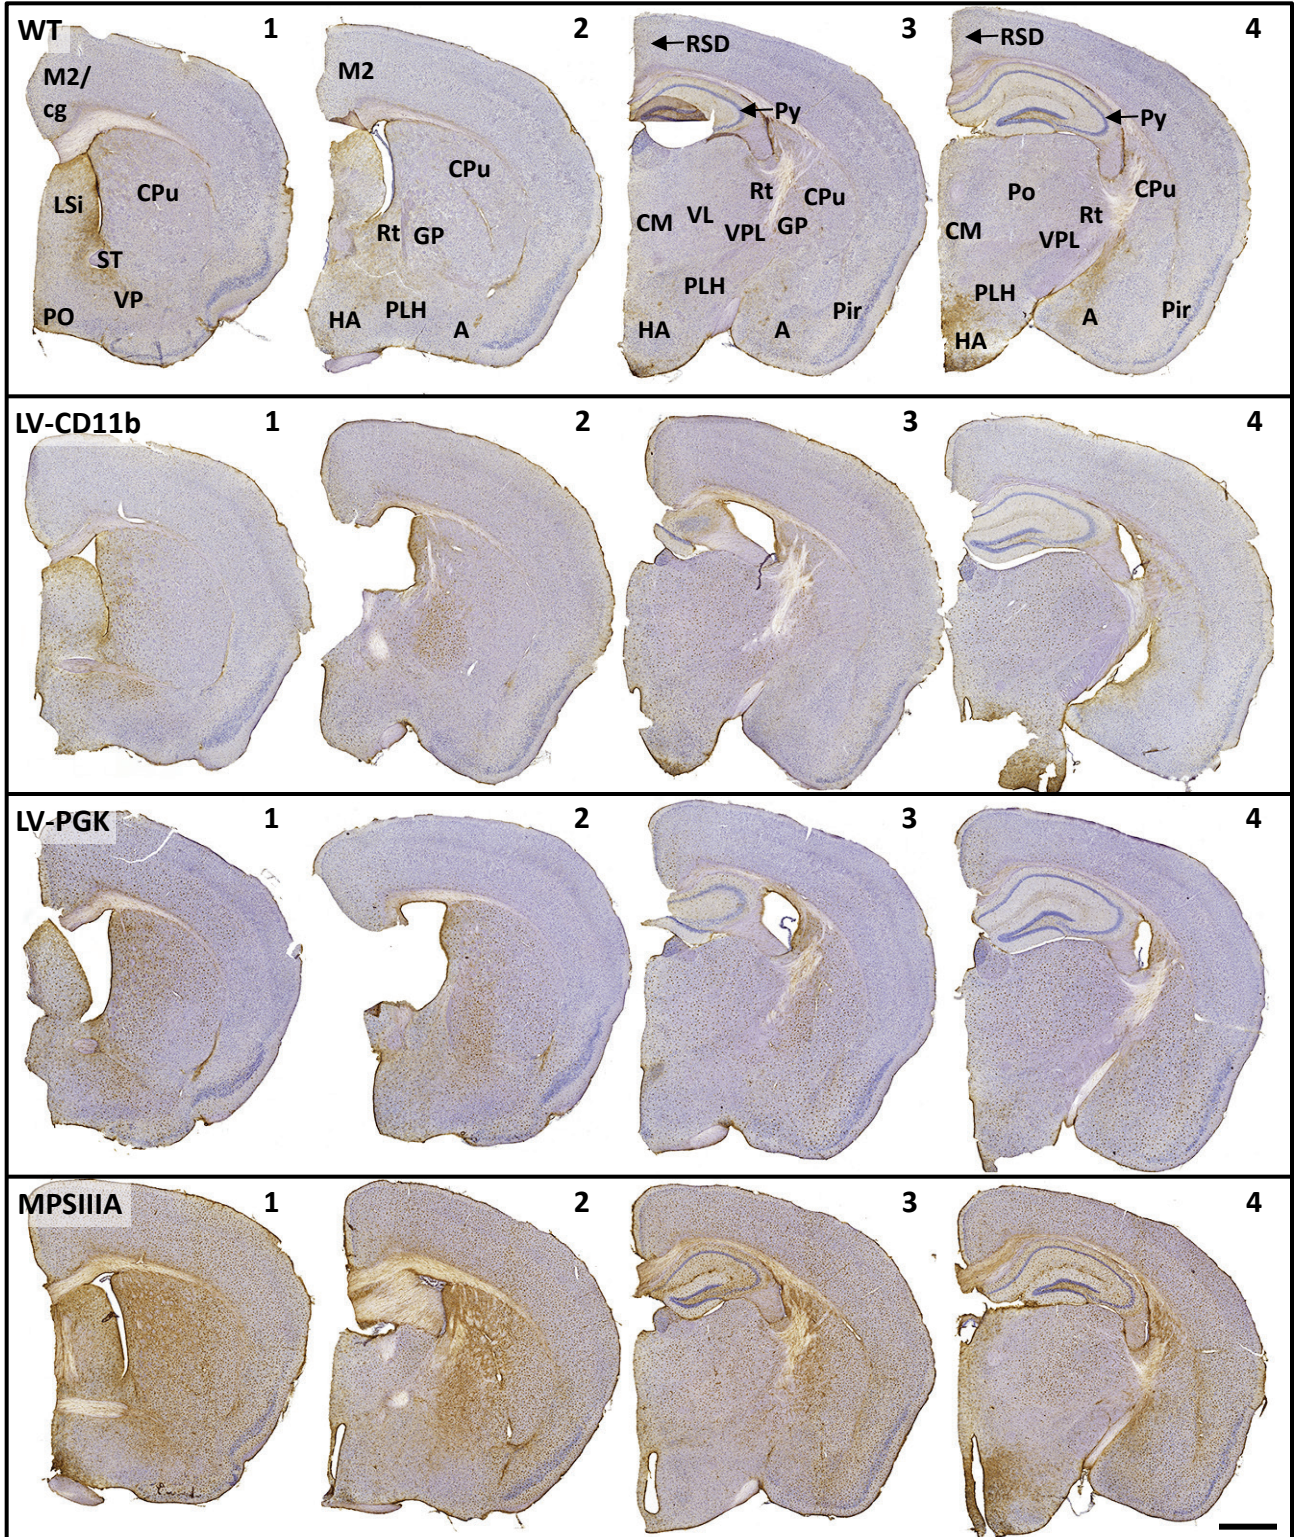 WT
1
M2/
cg
LSi
CPu
ST
VP
PO
2
M2
CPu
Rt
GP
PLH
HA
A
3
RSD
Py
Rt
CPu
CM
VL
VPL
GP
PLH
HA
A
Pir
4
RSD
Py
Po
CPu
Rt
CM
VPL
PLH
A
Pir
HA
LV-CD11b
1
2
3
4
LV-PGK
1
2
3
4
MPSIIIA
1
2
3
4